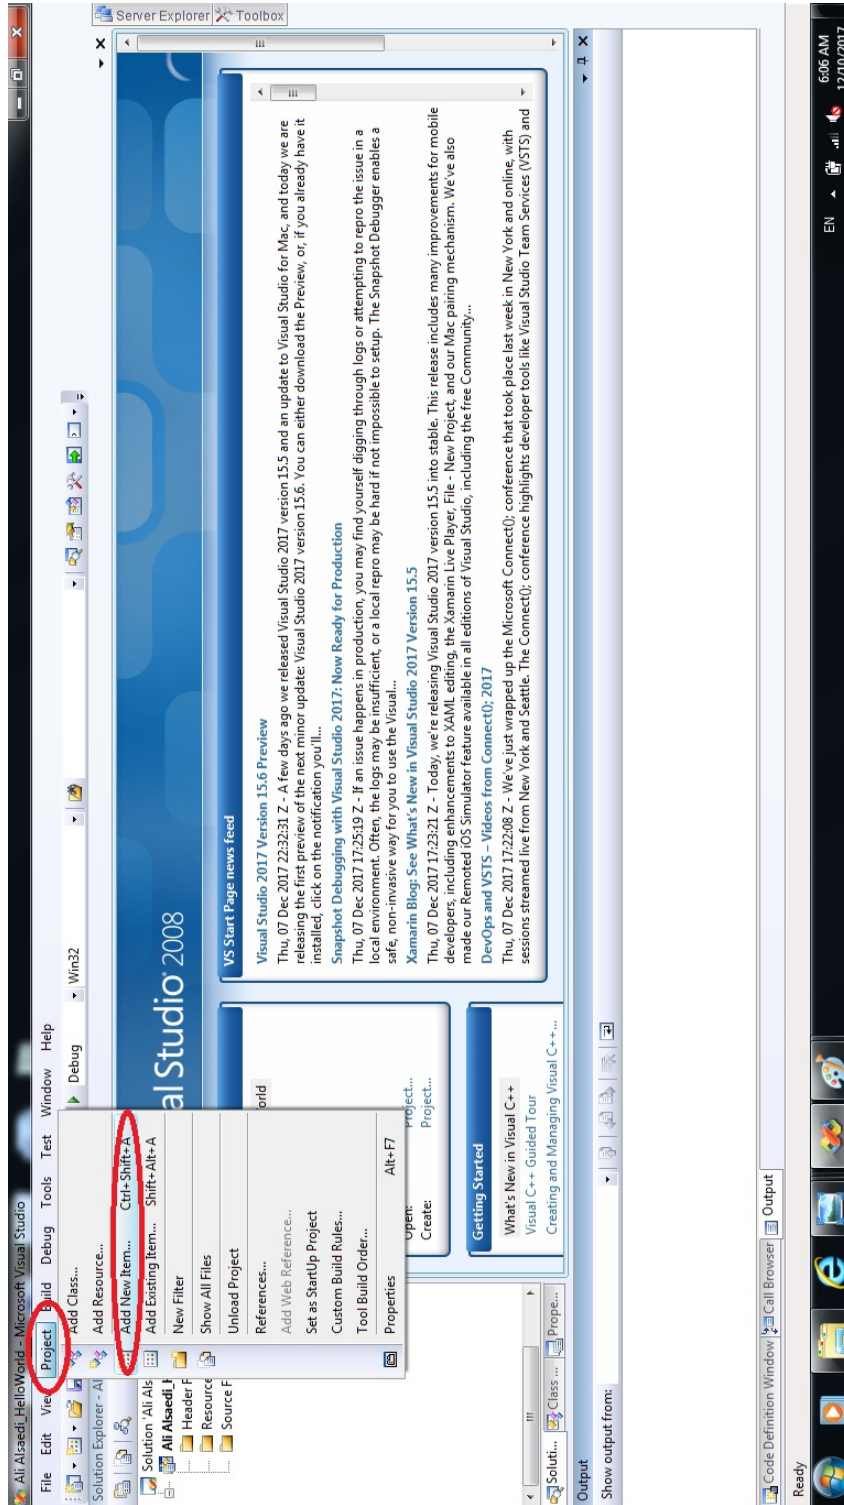 Ali Alsaedi_HelloWorld - Microsoft Visual Studio
File Edit View Project Build Debug Tools Test Window Help
Debug Win32
Solution Explorer - Al
Solution 'Ali Als
Ali Alsaedi_H
Header F
Resource
Source F
Add Class...
Add Resource...
Add New Item... Ctrl+Shift+A
Add Existing Item... Shift+Alt+A
New Filter
Show All Files
Unload Project
References...
Add Web Reference...
Set as StartUp Project
Custom Build Rules...
Tool Build Order...
Properties Alt+F7
al Studio 2008
orld
Open: Project...
Create: Project...
Getting Started
What's New in Visual C++
Visual C++ Guided Tour
Creating and Managing Visual C++...
VS Start Page news feed
Visual Studio 2017 Version 15.6 Preview
Thu, 07 Dec 2017 22:32:31 Z - A few days ago we released Visual Studio 2017 version 15.5 and an update to Visual Studio for Mac, and today we are
releasing the first preview of the next minor update: Visual Studio 2017 version 15.6. You can either download the Preview, or, if you already have it
installed, click on the notification you'll...
Snapshot Debugging with Visual Studio 2017: Now Ready for Production
Thu, 07 Dec 2017 17:25:19 Z - If an issue happens in production, you may find yourself digging through logs or attempting to repro the issue in a
local environment. Often, the logs may be insufficient, or a local repro may be hard if not impossible to setup. The Snapshot Debugger enables a
safe, non-invasive way for you to use the Visual...
Xamarin Blog: See What's New in Visual Studio 2017 Version 15.5
Thu, 07 Dec 2017 17:23:21 Z - Today, we're releasing Visual Studio 2017 version 15.5 into stable. This release includes many improvements for mobile
developers, including enhancements to XAML editing, the Xamarin Live Player, File - New Project, and our Mac pairing mechanism. We've also
made our Remoted iOS Simulator feature available in all editions of Visual Studio, including the free Community...
DevOps and VSTS – Videos from Connect(); 2017
Thu, 07 Dec 2017 17:22:08 Z - We've just wrapped up the Microsoft Connect(); conference that took place last week in New York and online, with
sessions streamed live from New York and Seattle. The Connect(); conference highlights developer tools like Visual Studio Team Services (VSTS) and
Server Explorer Toolbox
Soluti... Class ... Prope...
Output
Show output from:
Code Definition Window Call Browser Output
Ready
EN 6:06 AM
12/10/2017